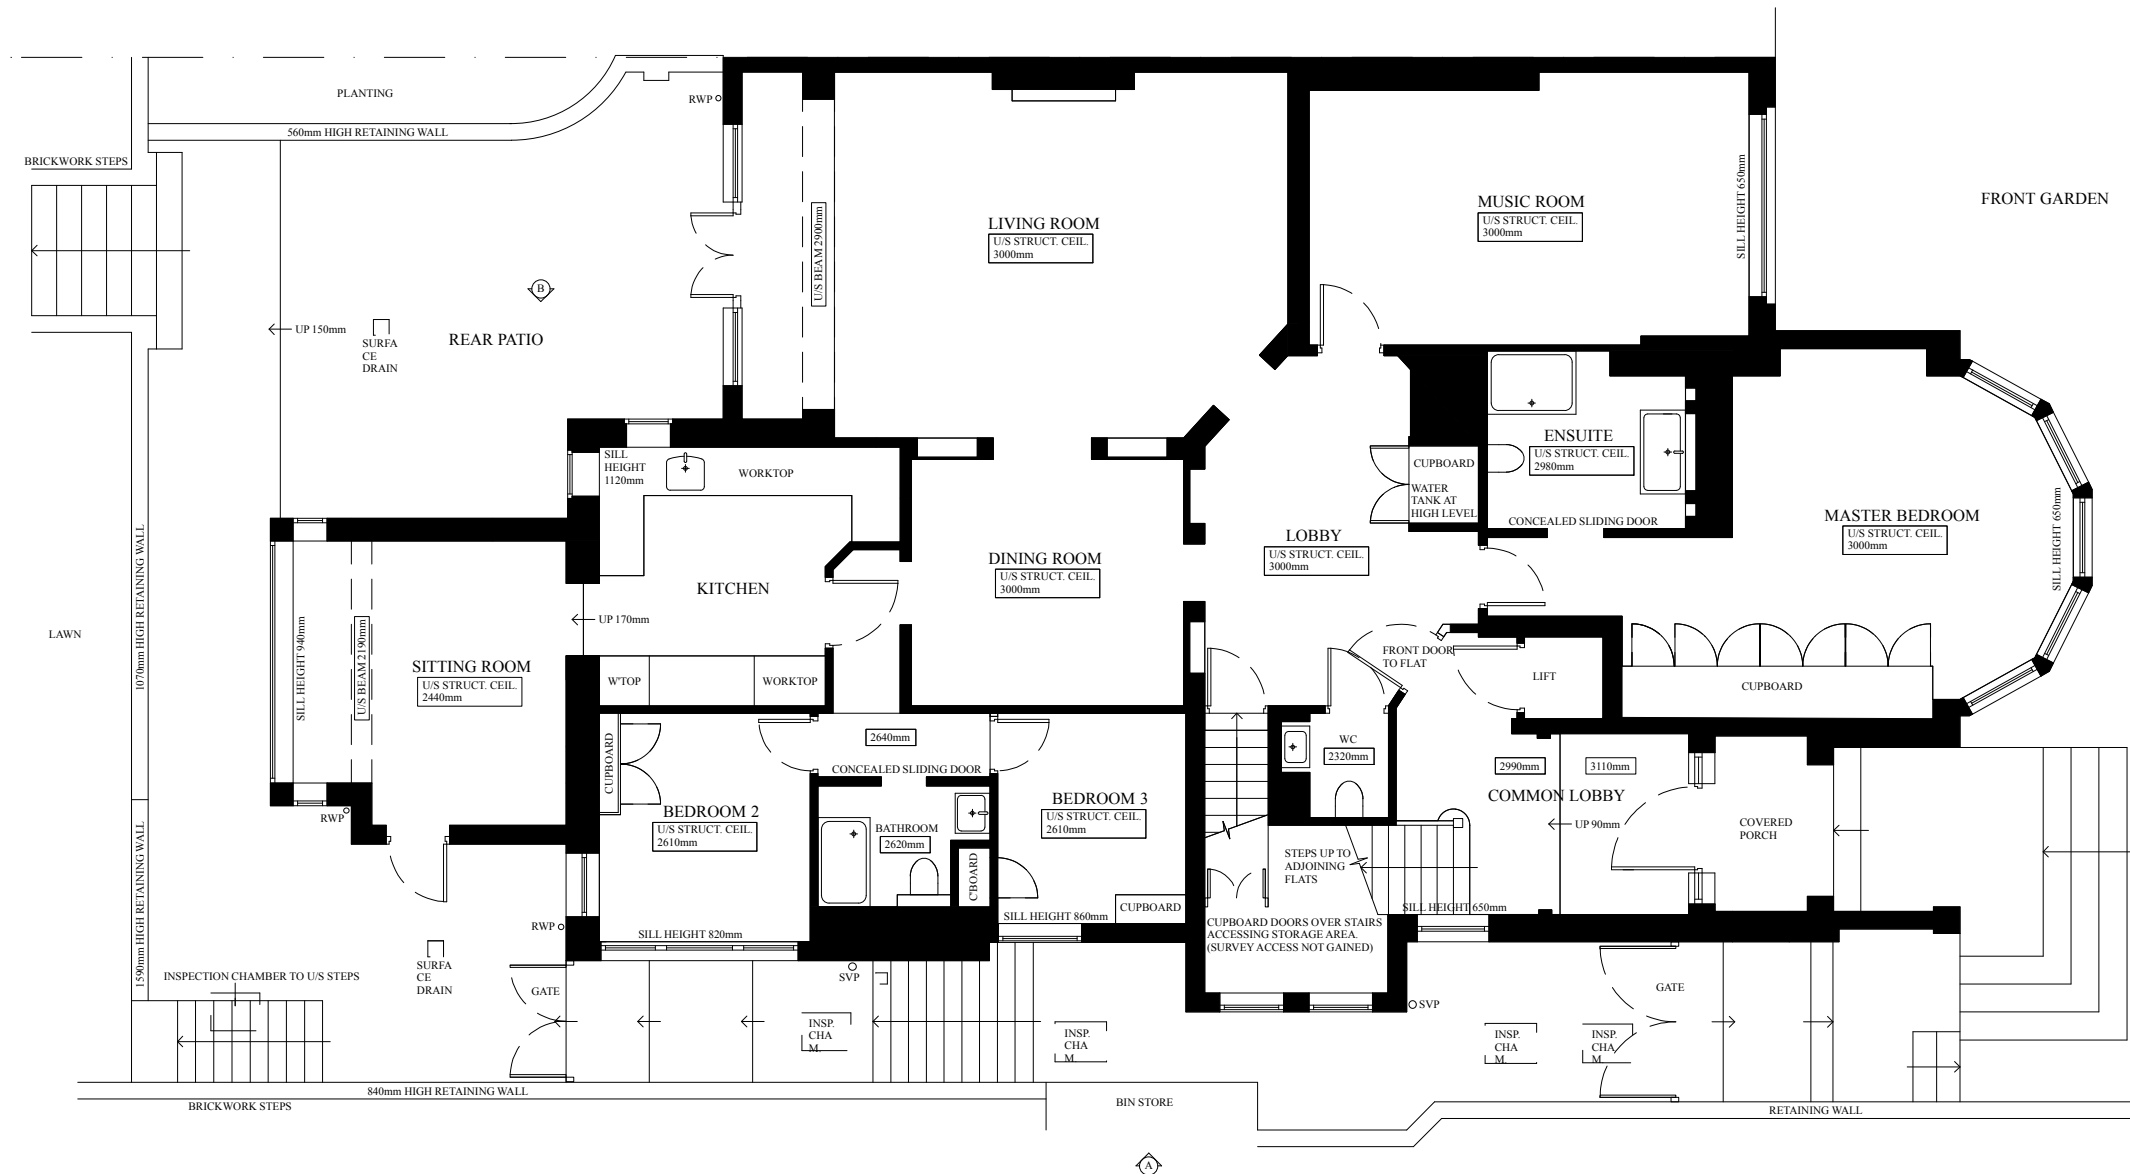 PLANTING
RWP
560mm HIGH RETAINING WALL
BRICKWORK STEPS
UP 150mm
SURFA
CE
DRAIN
B
REAR PATIO
U/S BEAM 2900mm
LIVING ROOM
U/S STRUCT. CEIL.
3000mm
MUSIC ROOM
U/S STRUCT. CEIL.
3000mm
SILL HEIGHT 650mm
FRONT GARDEN
SILL
HEIGHT
1120mm
WORKTOP
CUPBOARD
WATER
TANK AT
HIGH LEVEL
ENSUITE
U/S STRUCT. CEIL.
2980mm
CONCEALED SLIDING DOOR
MASTER BEDROOM
U/S STRUCT. CEIL.
3000mm
SILL HEIGHT 650mm
LOBBY
U/S STRUCT. CEIL.
3000mm
DINING ROOM
U/S STRUCT. CEIL.
3000mm
KITCHEN
UP 170mm
LAWN
1070mm HIGH RETAINING WALL
SILL HEIGHT 940mm
U/S BEAM 2190mm
SITTING ROOM
U/S STRUCT. CEIL.
2440mm
W'TOP
WORKTOP
FRONT DOOR
TO FLAT
LIFT
CUPBOARD
2640mm
CONCEALED SLIDING DOOR
WC
2320mm
2990mm
3110mm
COMMON LOBBY
UP 90mm
COVERED
PORCH
CUPBOARD
BEDROOM 2
U/S STRUCT. CEIL.
2610mm
BATHROOM
2620mm
C'BOARD
BEDROOM 3
U/S STRUCT. CEIL.
2610mm
RWP
STEPS UP TO
ADJOINING
FLATS
SILL HEIGHT 860mm
CUPBOARD
SILL HEIGHT 650mm
CUPBOARD DOORS OVER STAIRS
ACCESSING STORAGE AREA.
(SURVEY ACCESS NOT GAINED)
RWP
SILL HEIGHT 820mm
1590mm HIGH RETAINING WALL
INSPECTION CHAMBER TO U/S STEPS
SURFA
CE
DRAIN
GATE
SVP
SVP
GATE
INSP.
CHA
M.
INSP.
CHA
M.
INSP.
CHA
M.
INSP.
CHA
M.
840mm HIGH RETAINING WALL
BRICKWORK STEPS
BIN STORE
RETAINING WALL
A